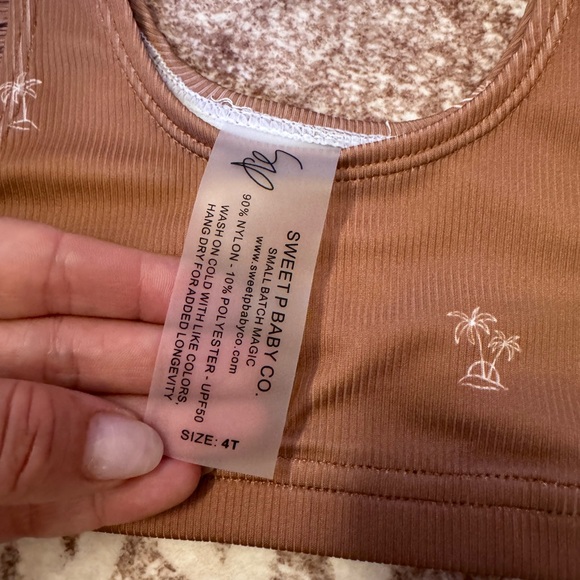 SP
SWEET P BABY CO.
SMALL BATCH MAGIC
www.sweetpbabyco.com
90% NYLON - 10% POLYESTER - UPF50
WASH ON COLD WITH LIKE COLORS,
HANG DRY FOR ADDED LONGEVITY.
SIZE: 4T